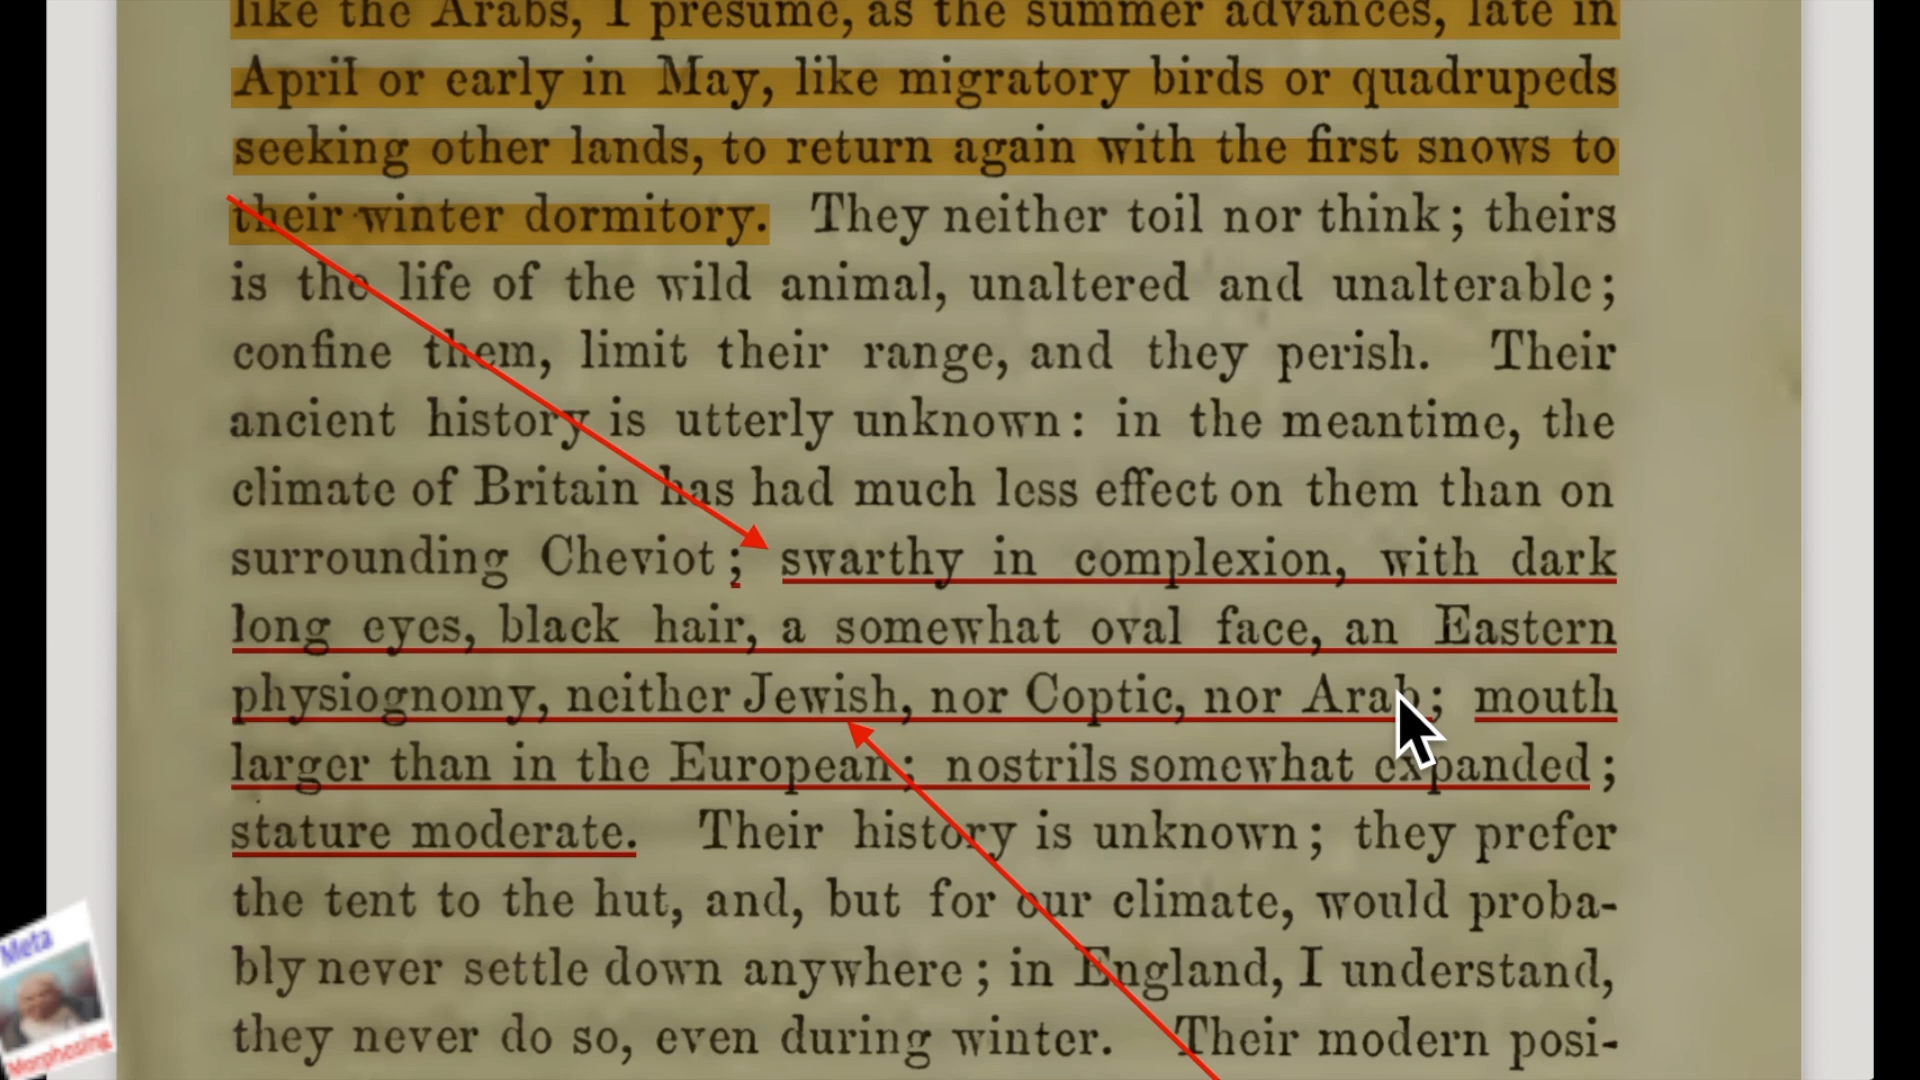 like the Arabs, I presume, as the summer advances, late in
April or early in May, like migratory birds or quadrupeds
seeking other lands, to return again with the first snows to
their winter dormitory. They neither toil nor think; theirs
is the life of the wild animal, unaltered and unalterable;
confine them, limit their range, and they perish. Their
ancient history is utterly unknown: in the meantime, the
climate of Britain has had much less effect on them than on
surrounding Cheviot; swarthy in complexion, with dark
long eyes, black hair, a somewhat oval face, an Eastern
physiognomy, neither Jewish, nor Coptic, nor Arab; mouth
larger than in the European; nostrils somewhat expanded;
stature moderate. Their history is unknown; they prefer
the tent to the hut, and, but for our climate, would proba-
bly never settle down anywhere; in England, I understand,
they never do so, even during winter. Their modern posi-
Meta
Morphosing